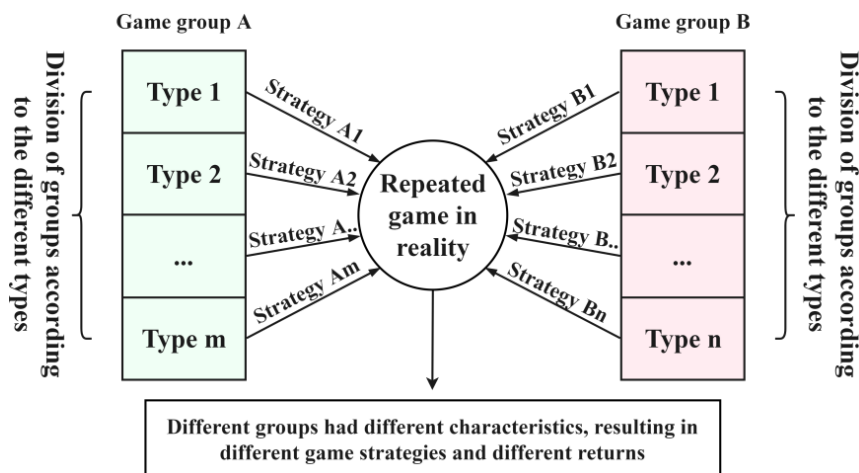 Game group A
Game group B
Division of groups according
to the different types
Type 1
Type 2
...
Type m
Strategy A1
Strategy A2
Strategy A..
Strategy Am
Repeated
game in
reality
Strategy B1
Strategy B2
Strategy B..
Strategy Bn
Type 1
Type 2
...
Type n
Division of groups according
to the different types
Different groups had different characteristics, resulting in
different game strategies and different returns